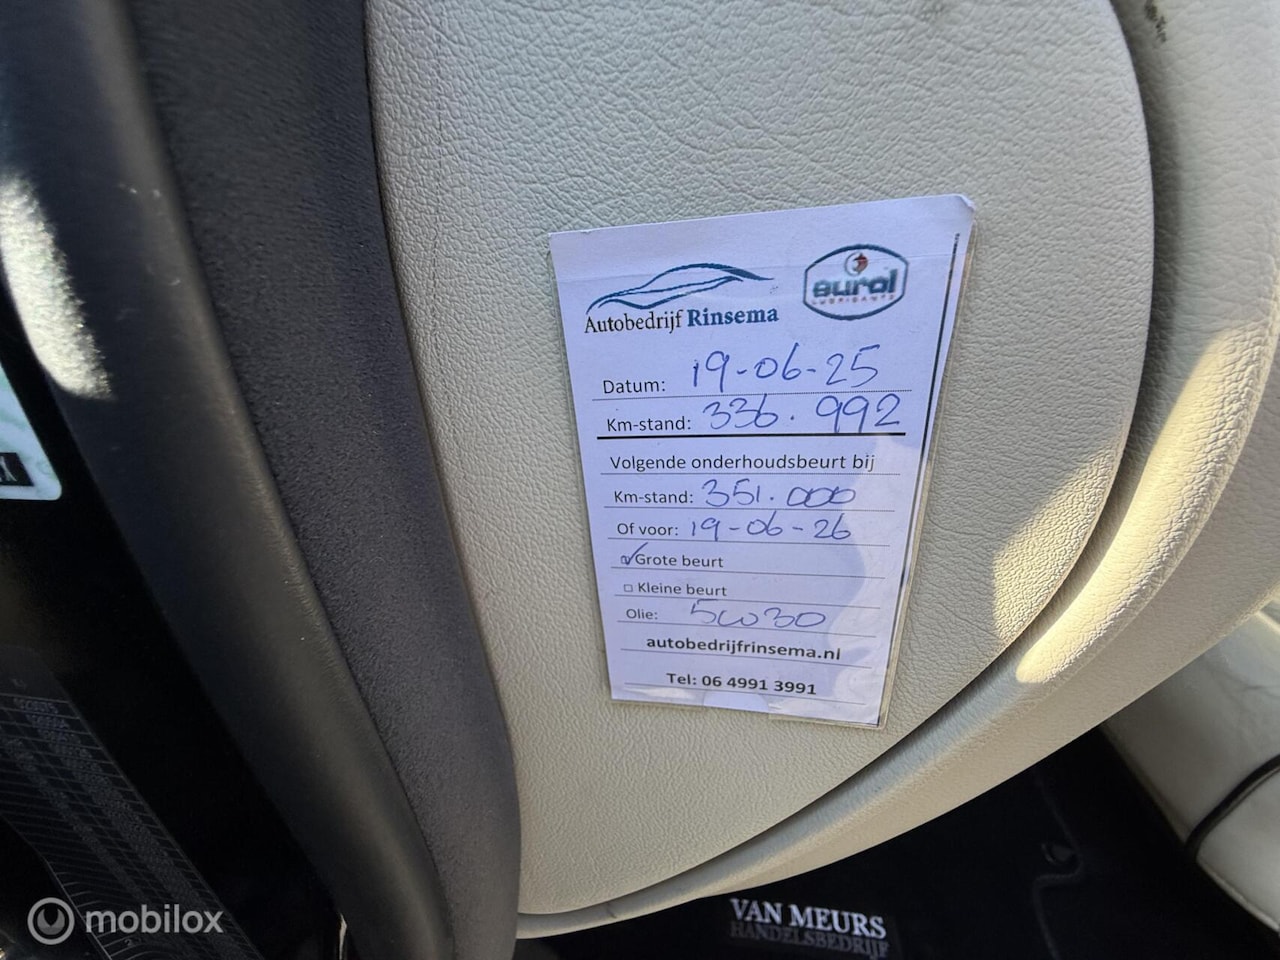 eurol
LUBRICANTS
Autobedrijf Rinsema
Datum: 19-06-25
Km-stand: 336.992
Volgende onderhoudsbeurt bij
Km-stand: 351.000
Of voor: 19-06-26
Grote beurt
Kleine beurt
Olie: 5W30
autobedrijfrinsema.nl
Tel: 06 4991 3991
VAN MEURS
HANDELSBEDRIJF
mobilox